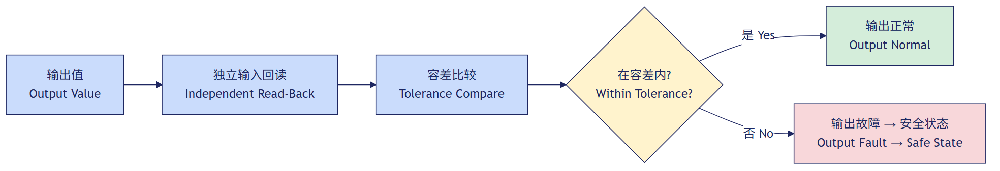 输出值
Output Value
独立输入回读
Independent Read-Back
容差比较
Tolerance Compare
在容差内?
Within Tolerance?
是 Yes
输出正常
Output Normal
否 No
输出故障 → 安全状态
Output Fault → Safe State